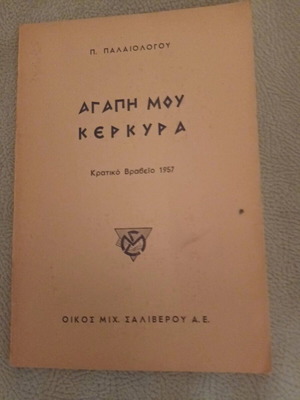 Π. ΠΑΛΑΙΟΛΟΓΟΥ
ΑΓΑΠΗ ΜΟΥ
ΚΕΡΚΥΡΑ
Κρατικό Βραβείο 1957
ΟΙΚΟΣ ΜΙΧ. ΣΑΛΙΒΕΡΟΥ Α.Ε.